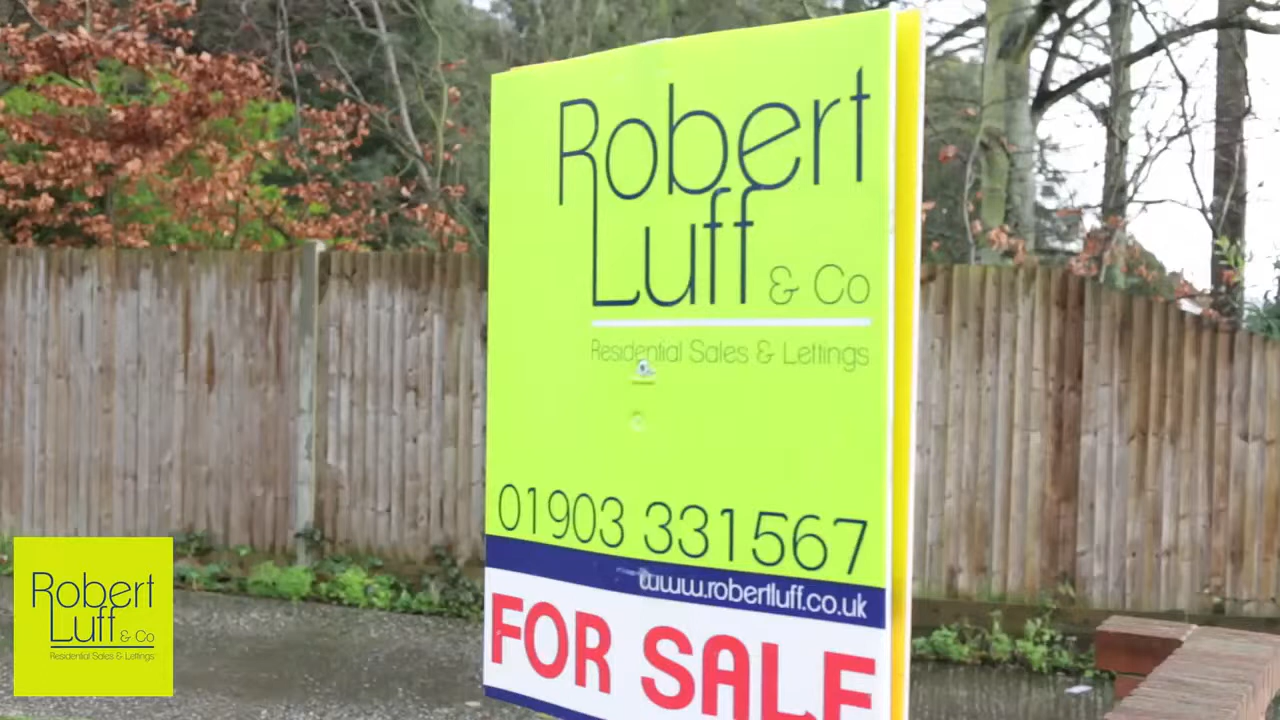 Robert
Luff & Co
Residential Sales & Lettings
01903 331567
www.robertluff.co.uk
FOR SALE
Robert
Luff & Co
Residential Sales & Lettings